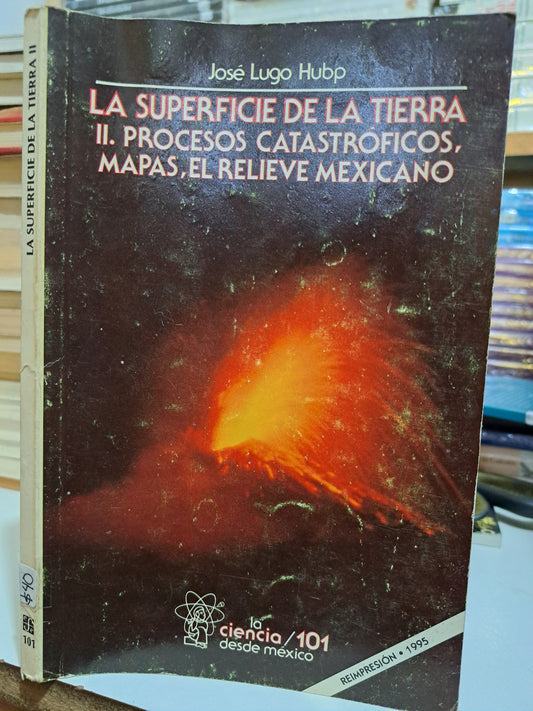 José Lugo Hubp
LA SUPERFICIE DE LA TIERRA
II. PROCESOS CATASTRÓFICOS,
MAPAS, EL RELIEVE MEXICANO
la
ciencia/101
desde méxico
REIMPRESIÓN • 1995
LA SUPERFICIE DE LA TIERRA II
$40
101